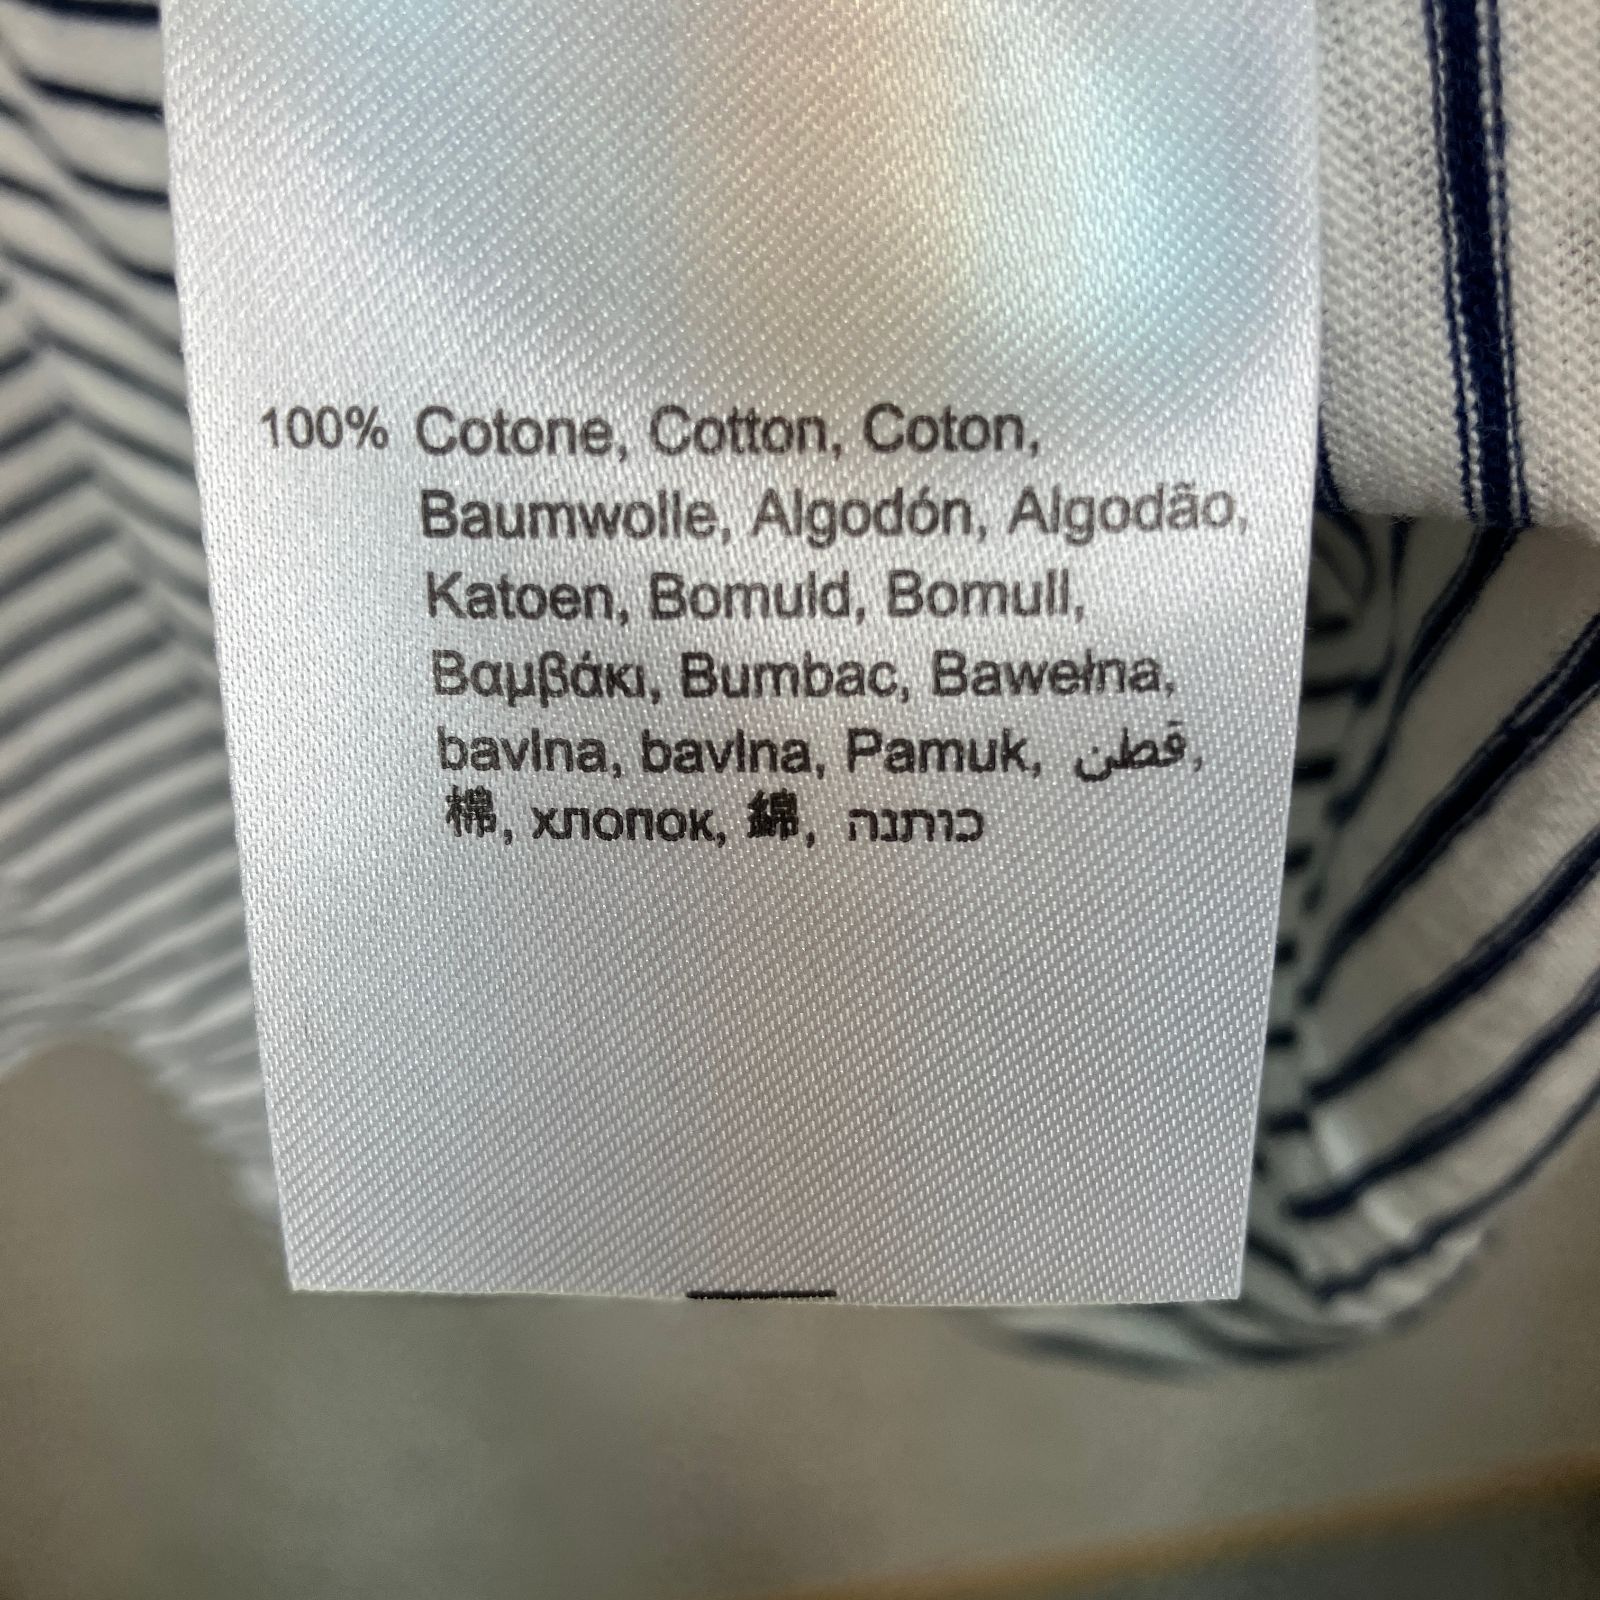 100% Cotone, Cotton, Coton,
Baumwolle, Algodón, Algodão,
Katoen, Bomuld, Bomull,
Βαμβάκι, Bumbac, Bawełna,
bavlna, bavlna, Pamuk, قطن,
棉, хлопок, 綿, כותנה